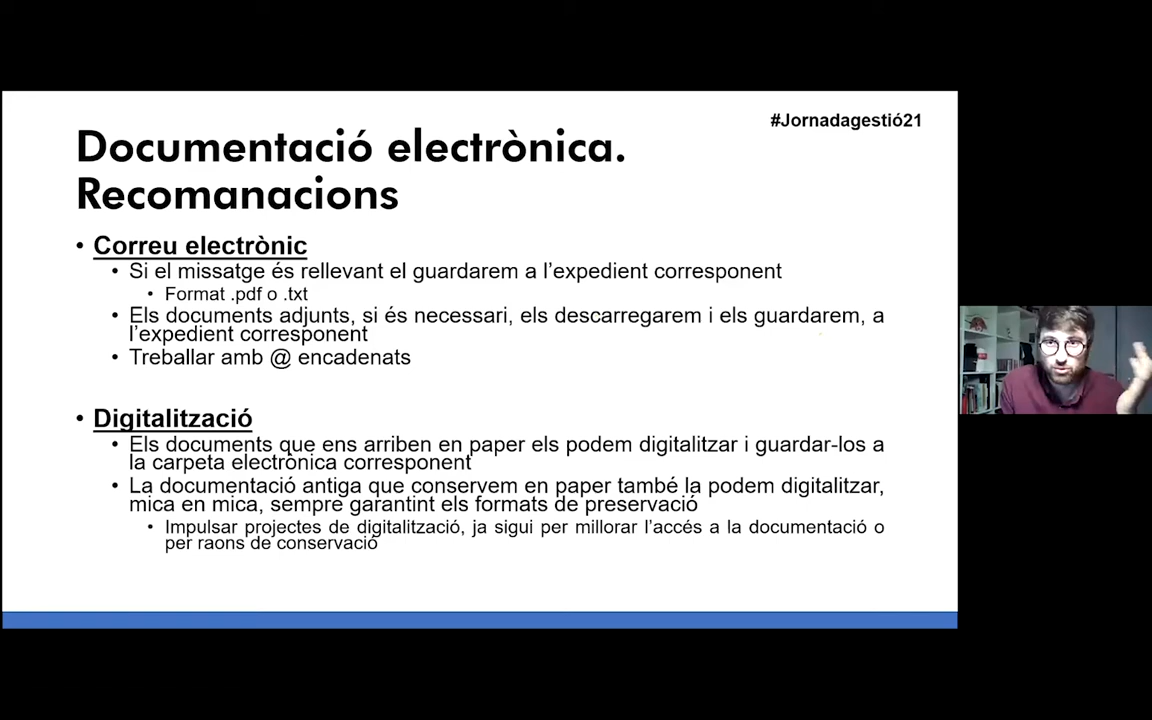 #Jornadagestió21
Documentació electrònica.
Recomanacions
• Correu electrònic
• Si el missatge és rellevant el guardarem a l’expedient corresponent
• Format .pdf o .txt
• Els documents adjunts, si és necessari, els descarregarem i els guardarem, a
l’expedient corresponent
• Treballar amb @ encadenats
• Digitalització
• Els documents que ens arriben en paper els podem digitalitzar i guardar-los a
la carpeta electrònica corresponent
• La documentació antiga que conservem en paper també la podem digitalitzar,
mica en mica, sempre garantint els formats de preservació
• Impulsar projectes de digitalització, ja sigui per millorar l’accés a la documentació o
per raons de conservació